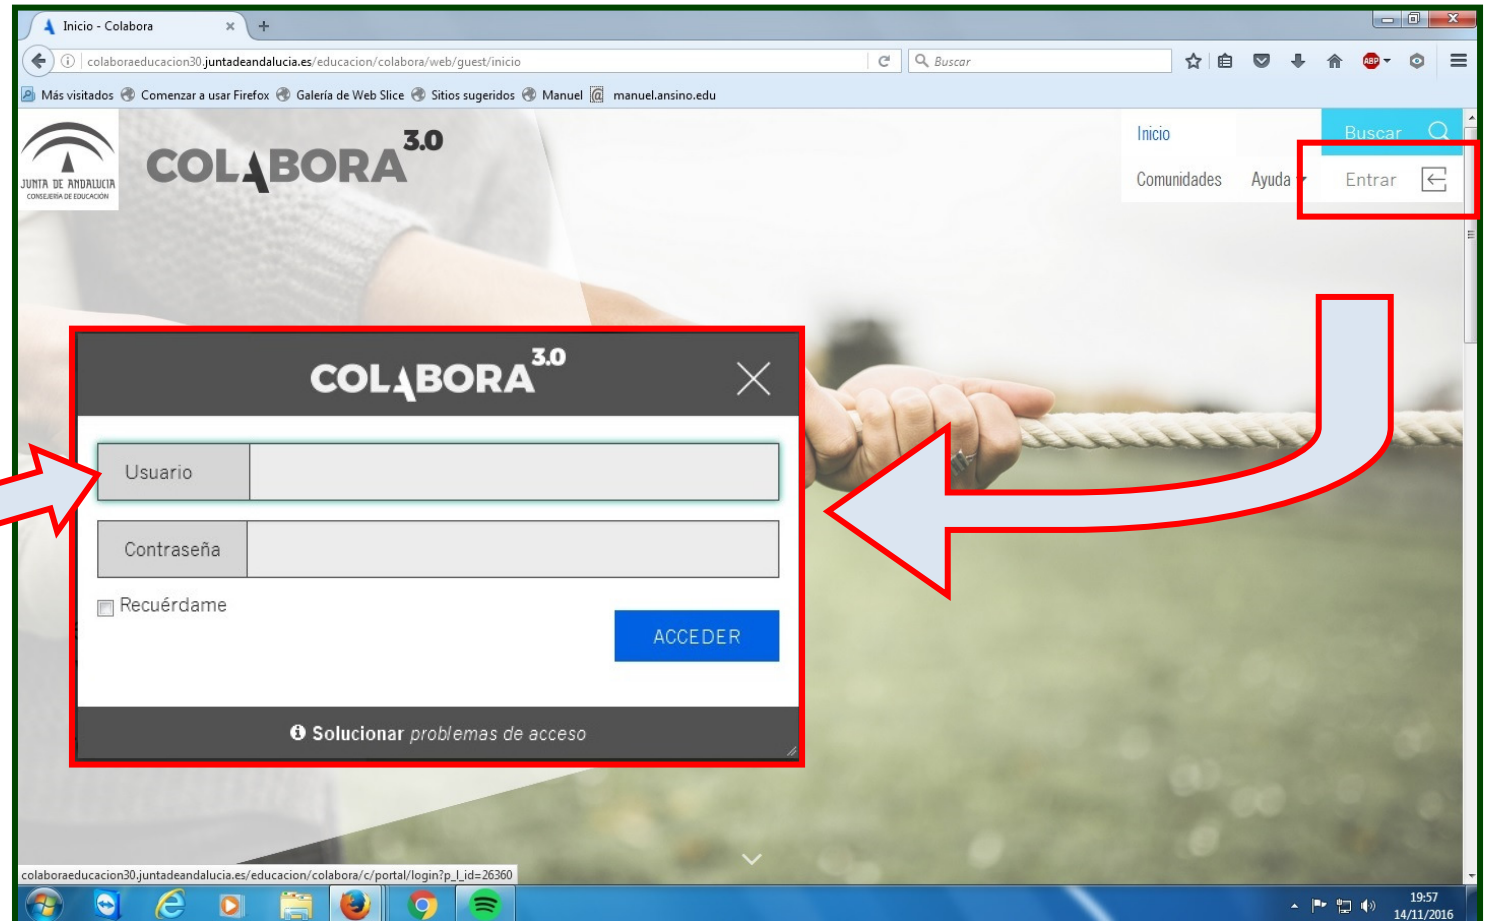 Inicio - Colabora
colaboraeducacion30.juntadeandalucia.es/educacion/colabora/web/guest/inicio
Buscar
ABP
Más visitados Comenzar a usar Firefox Galería de Web Slice Sitios sugeridos Manuel manuel.ansino.edu
JUNTA DE ANDALUCIA
CONSEJERÍA DE EDUCACIÓN
COLABORA 3.0
Inicio
Buscar
Comunidades
Ayuda
Entrar
COLABORA 3.0
Usuario
Contraseña
Recuérdame
ACCEDER
Solucionar problemas de acceso
colaboraeducacion30.juntadeandalucia.es/educacion/colabora/c/portal/login?p_l_id=26360
19:57
14/11/2016